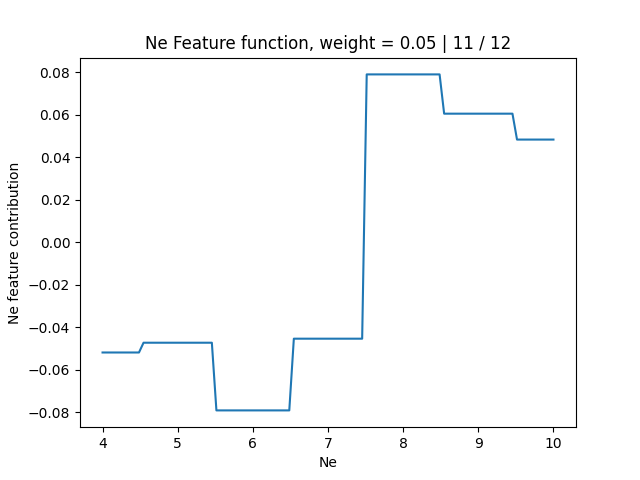 Ne Feature function, weight = 0.05 | 11 / 12
Ne feature contribution
0.08
0.06
0.04
0.02
0.00
−0.02
−0.04
−0.06
−0.08
4 5 6 7 8 9 10
Ne